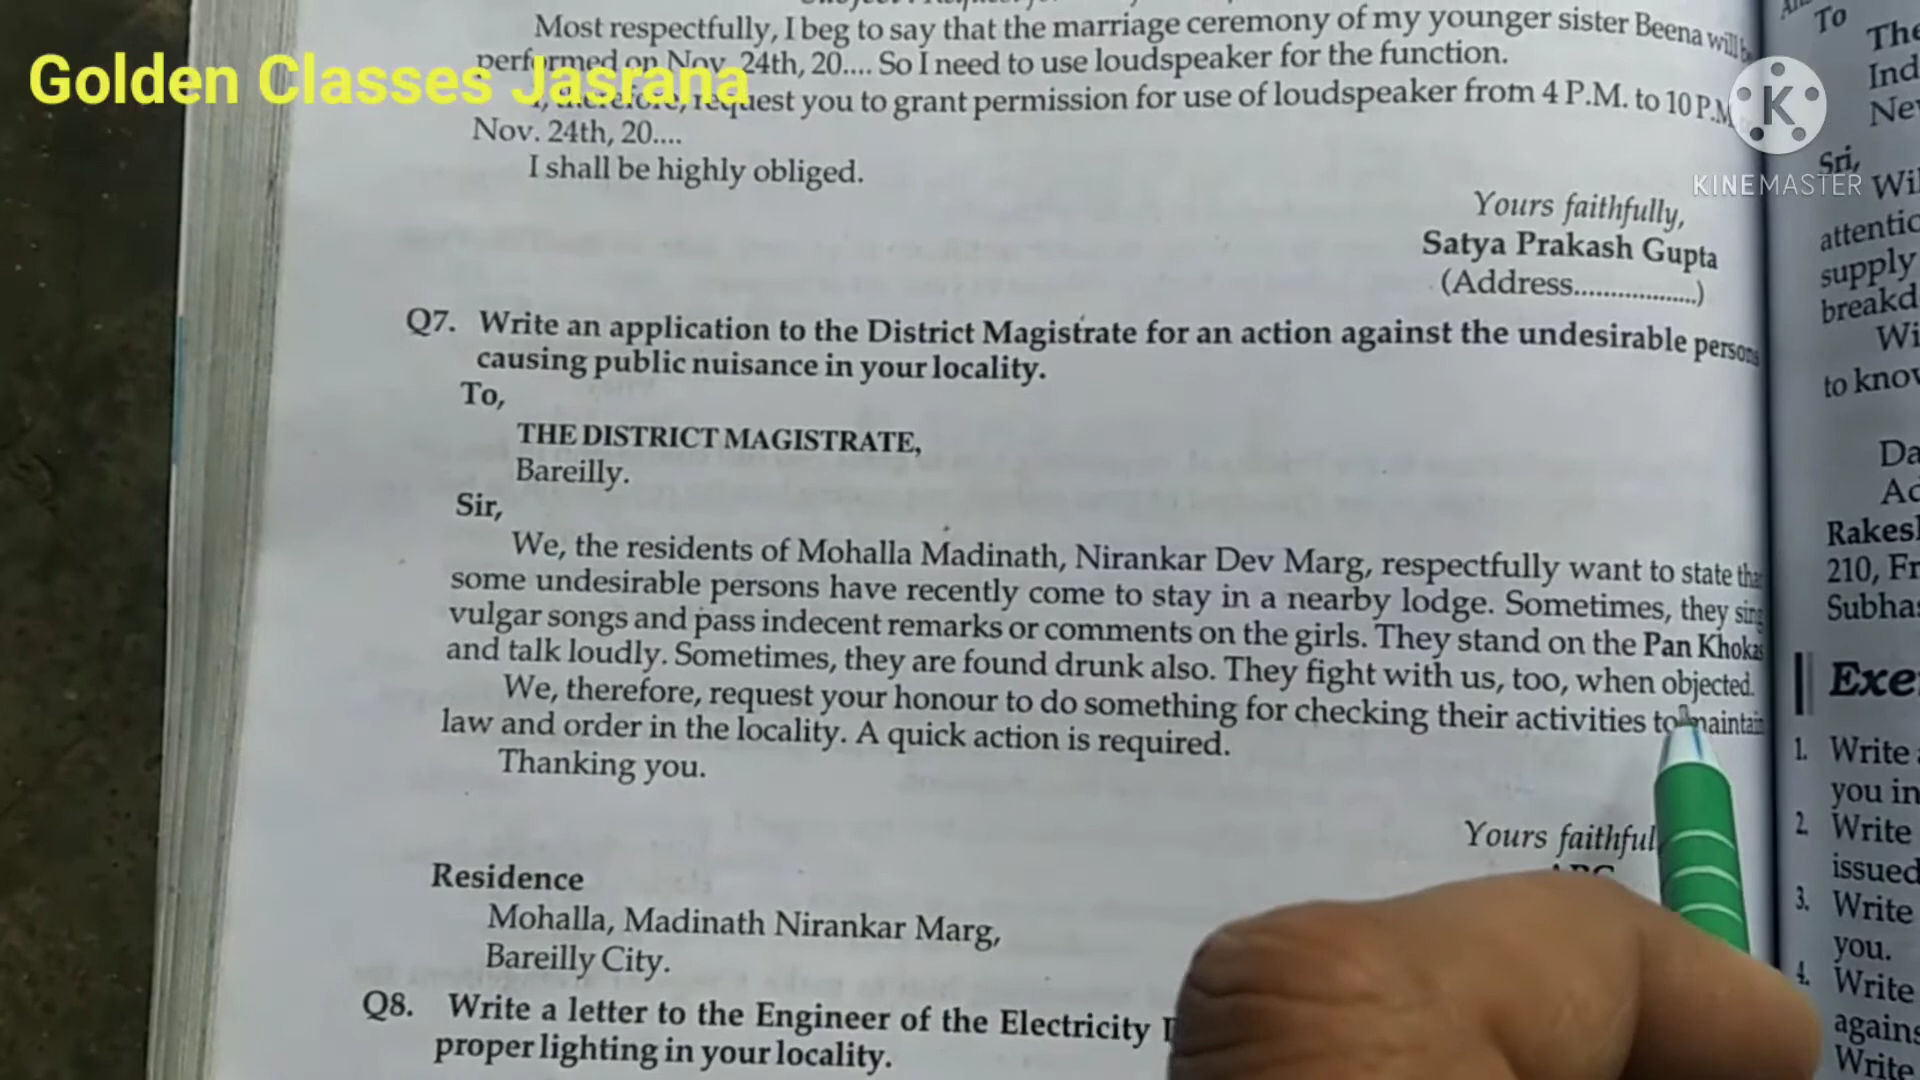 Most respectfully, I beg to say that the marriage ceremony of my younger sister Beena will be
performed on Nov. 24th, 20.... So I need to use loudspeaker for the function.
Golden Classes Jasrana
I, therefore, request you to grant permission for use of loudspeaker from 4 P.M. to 10 P.M
Nov. 24th, 20....
I shall be highly obliged.
Yours faithfully,
Satya Prakash Gupta
(Address..................)
Q7. Write an application to the District Magistrate for an action against the undesirable persons
causing public nuisance in your locality.
To,
THE DISTRICT MAGISTRATE,
Bareilly.
Sir,
We, the residents of Mohalla Madinath, Nirankar Dev Marg, respectfully want to state that
some undesirable persons have recently come to stay in a nearby lodge. Sometimes, they sing
vulgar songs and pass indecent remarks or comments on the girls. They stand on the Pan Khokas
and talk loudly. Sometimes, they are found drunk also. They fight with us, too, when objected.
We, therefore, request your honour to do something for checking their activities to maintain
law and order in the locality. A quick action is required.
Thanking you.
Yours faithful
Residence
Mohalla, Madinath Nirankar Marg,
Bareilly City.
Q8. Write a letter to the Engineer of the Electricity
proper lighting in your locality.
K
KINEMASTER
To
The
Ind
Sri,
Wil
attentio
supply
breakd
Wi
to know
Da
Ad
Rakesh
210, Fr
Subhas
Exe
1. Write
you in
2. Write
issued
3. Write
you.
4. Write
agains
Write